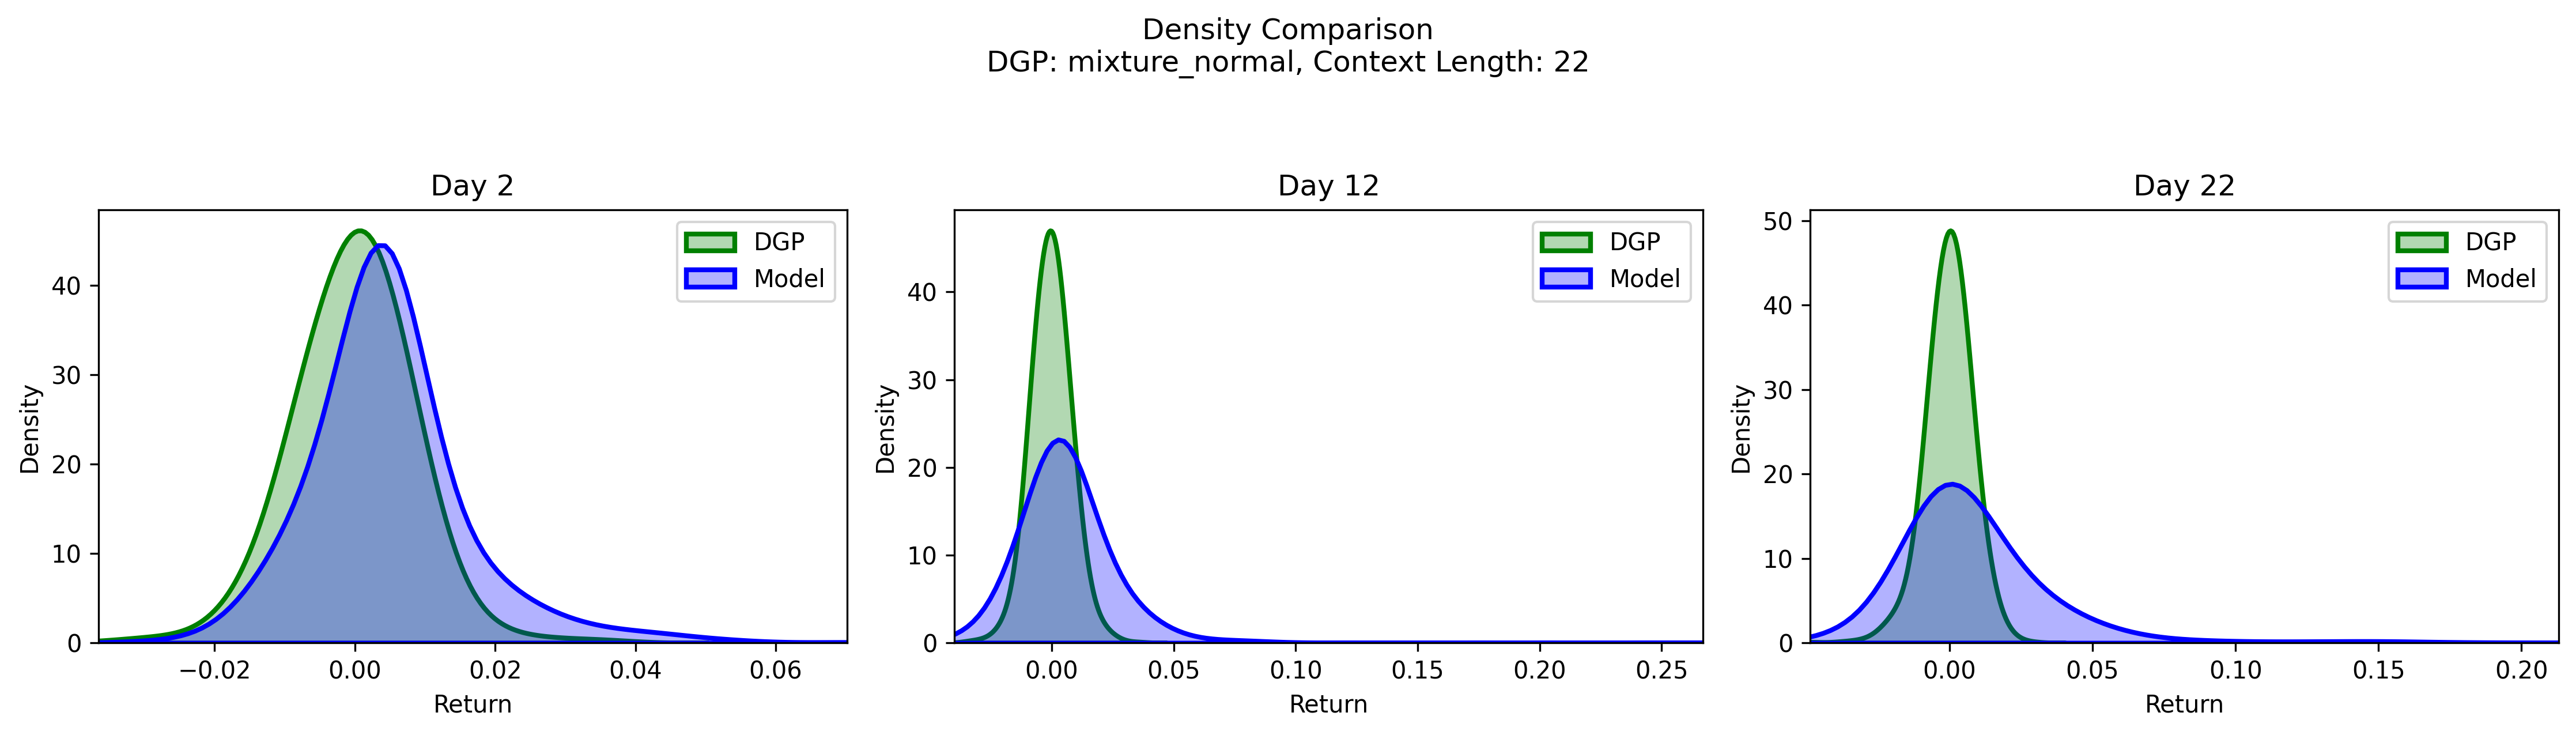 Density Comparison
DGP: mixture_normal, Context Length: 22
Day 2
Density
40
30
20
10
0
−0.02
0.00
0.02
0.04
0.06
Return
DGP
Model
Day 12
Density
40
30
20
10
0
0.00
0.05
0.10
0.15
0.20
0.25
Return
DGP
Model
Day 22
Density
50
40
30
20
10
0
0.00
0.05
0.10
0.15
0.20
Return
DGP
Model